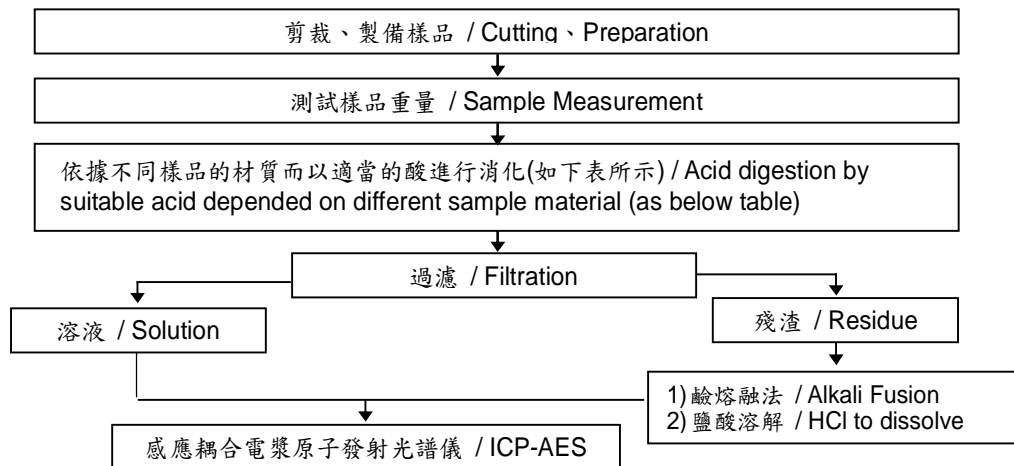 剪裁、製備樣品 / Cutting、Preparation
測試樣品重量 / Sample Measurement
依據不同樣品的材質而以適當的酸進行消化(如下表所示) / Acid digestion by
suitable acid depended on different sample material (as below table)
過濾 / Filtration
溶液 / Solution
殘渣 / Residue
1) 鹼熔融法 / Alkali Fusion
2) 鹽酸溶解 / HCl to dissolve
感應耦合電漿原子發射光譜儀 / ICP-AES